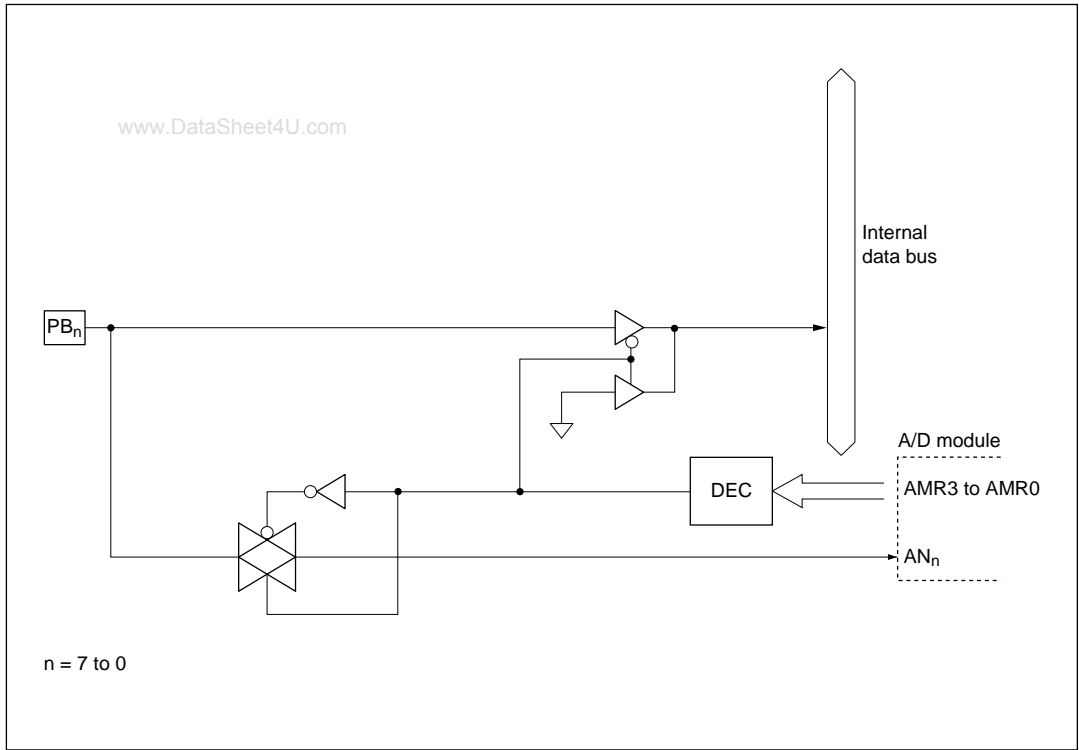 www.DataSheet4U.com
Internal
data bus
PBn
A/D module
DEC
AMR3 to AMR0
ANn
n = 7 to 0